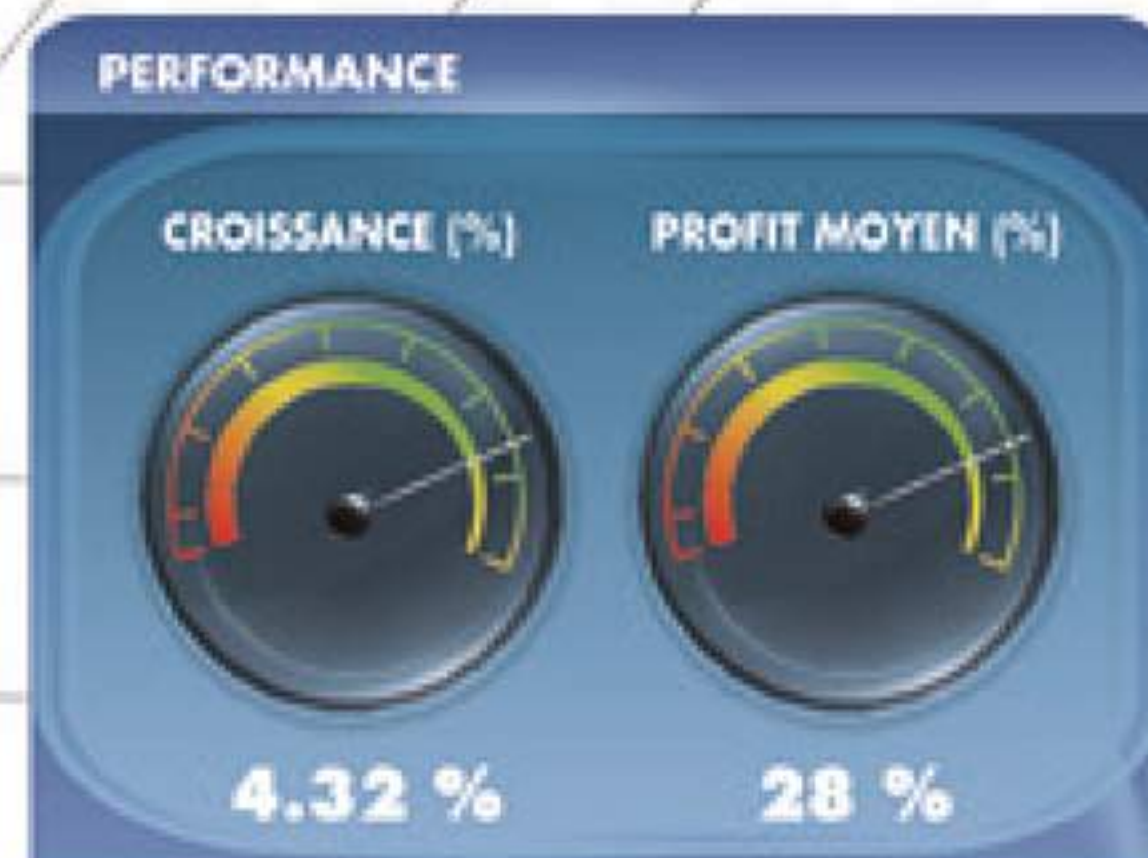 PERFORMANCE
CROISSANCE (%)
PROFIT MOYEN (%)
4.32 %
28 %